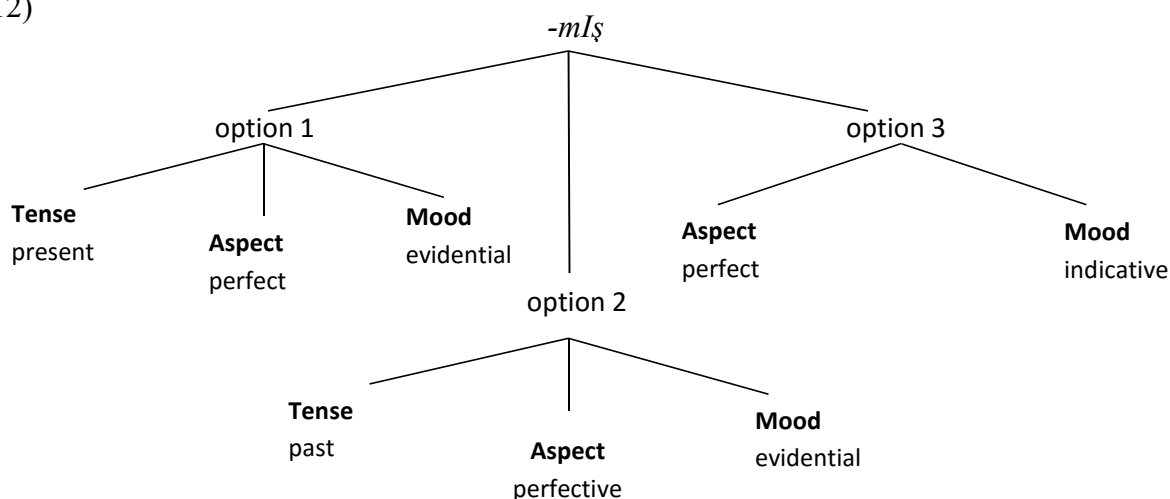 12)
-mIş
option 1
option 3
Tense
present
Aspect
perfect
Mood
evidential
Aspect
perfect
Mood
indicative
option 2
Tense
past
Aspect
perfective
Mood
evidential